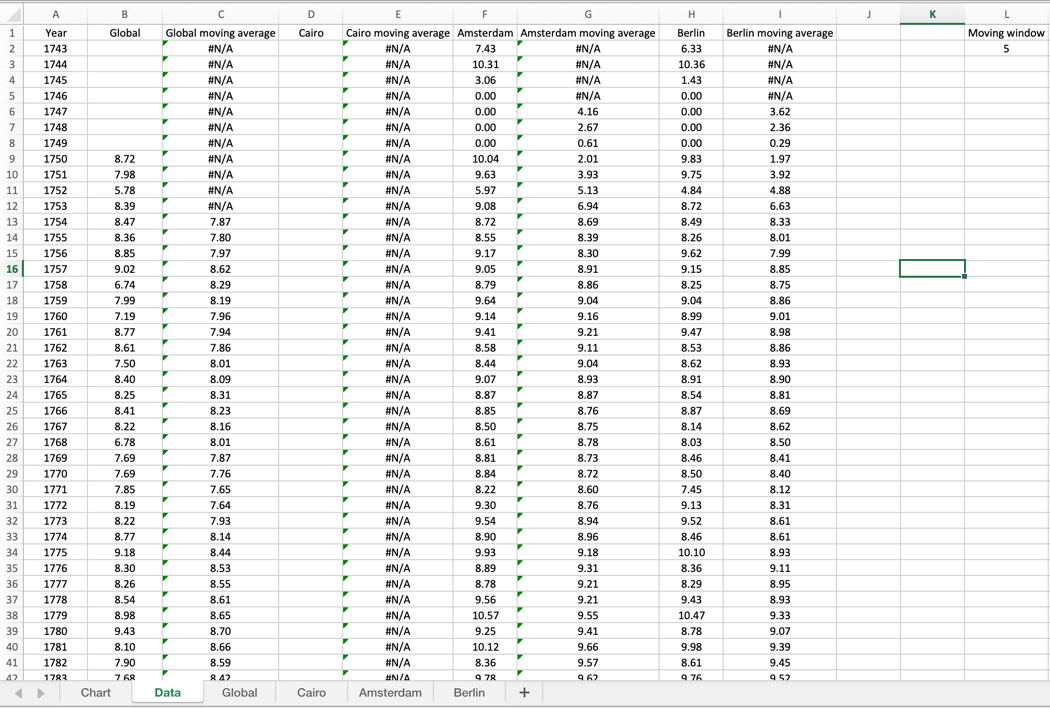 A B C D E F G H I J K L
1 Year Global Global moving average Cairo Cairo moving average Amsterdam Amsterdam moving average Berlin Berlin moving average Moving window
2 1743 #N/A #N/A 7.43 #N/A 6.33 #N/A 5
3 1744 #N/A #N/A 10.31 #N/A 10.36 #N/A
4 1745 #N/A #N/A 3.06 #N/A 1.43 #N/A
5 1746 #N/A #N/A 0.00 #N/A 0.00 #N/A
6 1747 #N/A #N/A 0.00 4.16 0.00 3.62
7 1748 #N/A #N/A 0.00 2.67 0.00 2.36
8 1749 #N/A #N/A 0.00 0.61 0.00 0.29
9 1750 8.72 #N/A #N/A 10.04 2.01 9.83 1.97
10 1751 7.98 #N/A #N/A 9.63 3.93 9.75 3.92
11 1752 5.78 #N/A #N/A 5.97 5.13 4.84 4.88
12 1753 8.39 #N/A #N/A 9.08 6.94 8.72 6.63
13 1754 8.47 7.87 #N/A 8.72 8.69 8.49 8.33
14 1755 8.36 7.80 #N/A 8.55 8.39 8.26 8.01
15 1756 8.85 7.97 #N/A 9.17 8.30 9.62 7.99
16 1757 9.02 8.62 #N/A 9.05 8.91 9.15 8.85
17 1758 6.74 8.29 #N/A 8.79 8.86 8.25 8.75
18 1759 7.99 8.19 #N/A 9.64 9.04 9.04 8.86
19 1760 7.19 7.96 #N/A 9.14 9.16 8.99 9.01
20 1761 8.77 7.94 #N/A 9.41 9.21 9.47 8.98
21 1762 8.61 7.86 #N/A 8.58 9.11 8.53 8.86
22 1763 7.50 8.01 #N/A 8.44 9.04 8.62 8.93
23 1764 8.40 8.09 #N/A 9.07 8.93 8.91 8.90
24 1765 8.25 8.31 #N/A 8.87 8.87 8.54 8.81
25 1766 8.41 8.23 #N/A 8.85 8.76 8.87 8.69
26 1767 8.22 8.16 #N/A 8.50 8.75 8.14 8.62
27 1768 6.78 8.01 #N/A 8.61 8.78 8.03 8.50
28 1769 7.69 7.87 #N/A 8.81 8.73 8.46 8.41
29 1770 7.69 7.76 #N/A 8.84 8.72 8.50 8.40
30 1771 7.85 7.65 #N/A 8.22 8.60 7.45 8.12
31 1772 8.19 7.64 #N/A 9.30 8.76 9.13 8.31
32 1773 8.22 7.93 #N/A 9.54 8.94 9.52 8.61
33 1774 8.77 8.14 #N/A 8.90 8.96 8.46 8.61
34 1775 9.18 8.44 #N/A 9.93 9.18 10.10 8.93
35 1776 8.30 8.53 #N/A 8.89 9.31 8.36 9.11
36 1777 8.26 8.55 #N/A 8.78 9.21 8.29 8.95
37 1778 8.54 8.61 #N/A 9.56 9.21 9.43 8.93
38 1779 8.98 8.65 #N/A 10.57 9.55 10.47 9.33
39 1780 9.43 8.70 #N/A 9.25 9.41 8.78 9.07
40 1781 8.10 8.66 #N/A 10.12 9.66 9.98 9.39
41 1782 7.90 8.59 #N/A 8.36 9.57 8.61 9.45
42 1783 7.68 8.42 #N/A 9.78 9.62 9.76 9.52
Chart Data Global Cairo Amsterdam Berlin +